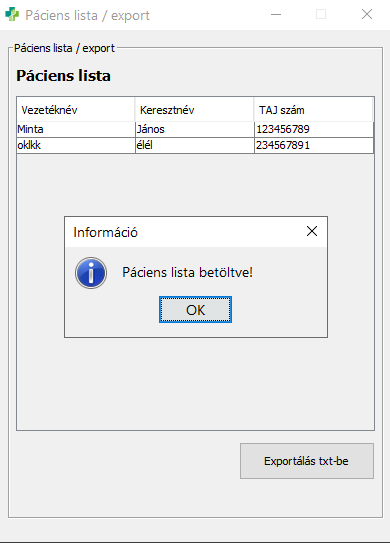 Páciens lista / export
Páciens lista / export
Páciens lista
Vezetéknév Keresztnév TAJ szám
Minta János 123456789
oklkk élél 234567891
Információ
Páciens lista betöltve!
OK
Exportálás txt-be